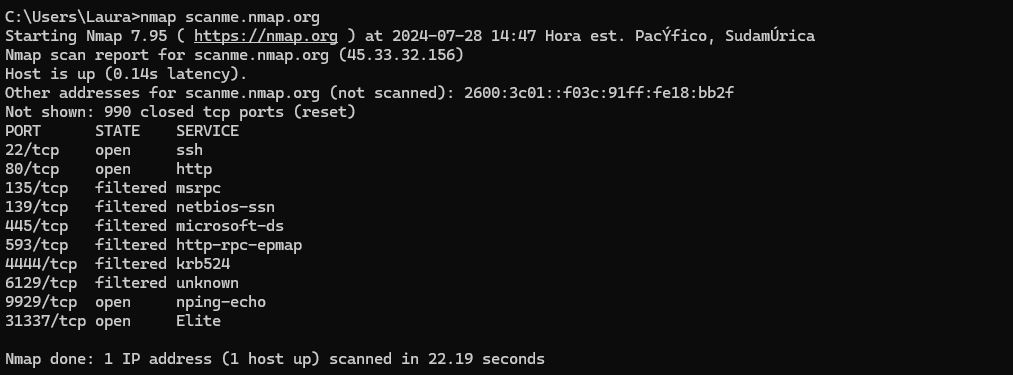 C:\Users\Laura>nmap scanme.nmap.org
Starting Nmap 7.95 ( https://nmap.org ) at 2024-07-28 14:47 Hora est. PacÝfico, SudamÚrica
Nmap scan report for scanme.nmap.org (45.33.32.156)
Host is up (0.14s latency).
Other addresses for scanme.nmap.org (not scanned): 2600:3c01::f03c:91ff:fe18:bb2f
Not shown: 990 closed tcp ports (reset)
PORT      STATE    SERVICE
22/tcp    open     ssh
80/tcp    open     http
135/tcp   filtered msrpc
139/tcp   filtered netbios-ssn
445/tcp   filtered microsoft-ds
593/tcp   filtered http-rpc-epmap
4444/tcp  filtered krb524
6129/tcp  filtered unknown
9929/tcp  open     nping-echo
31337/tcp open     Elite
Nmap done: 1 IP address (1 host up) scanned in 22.19 seconds